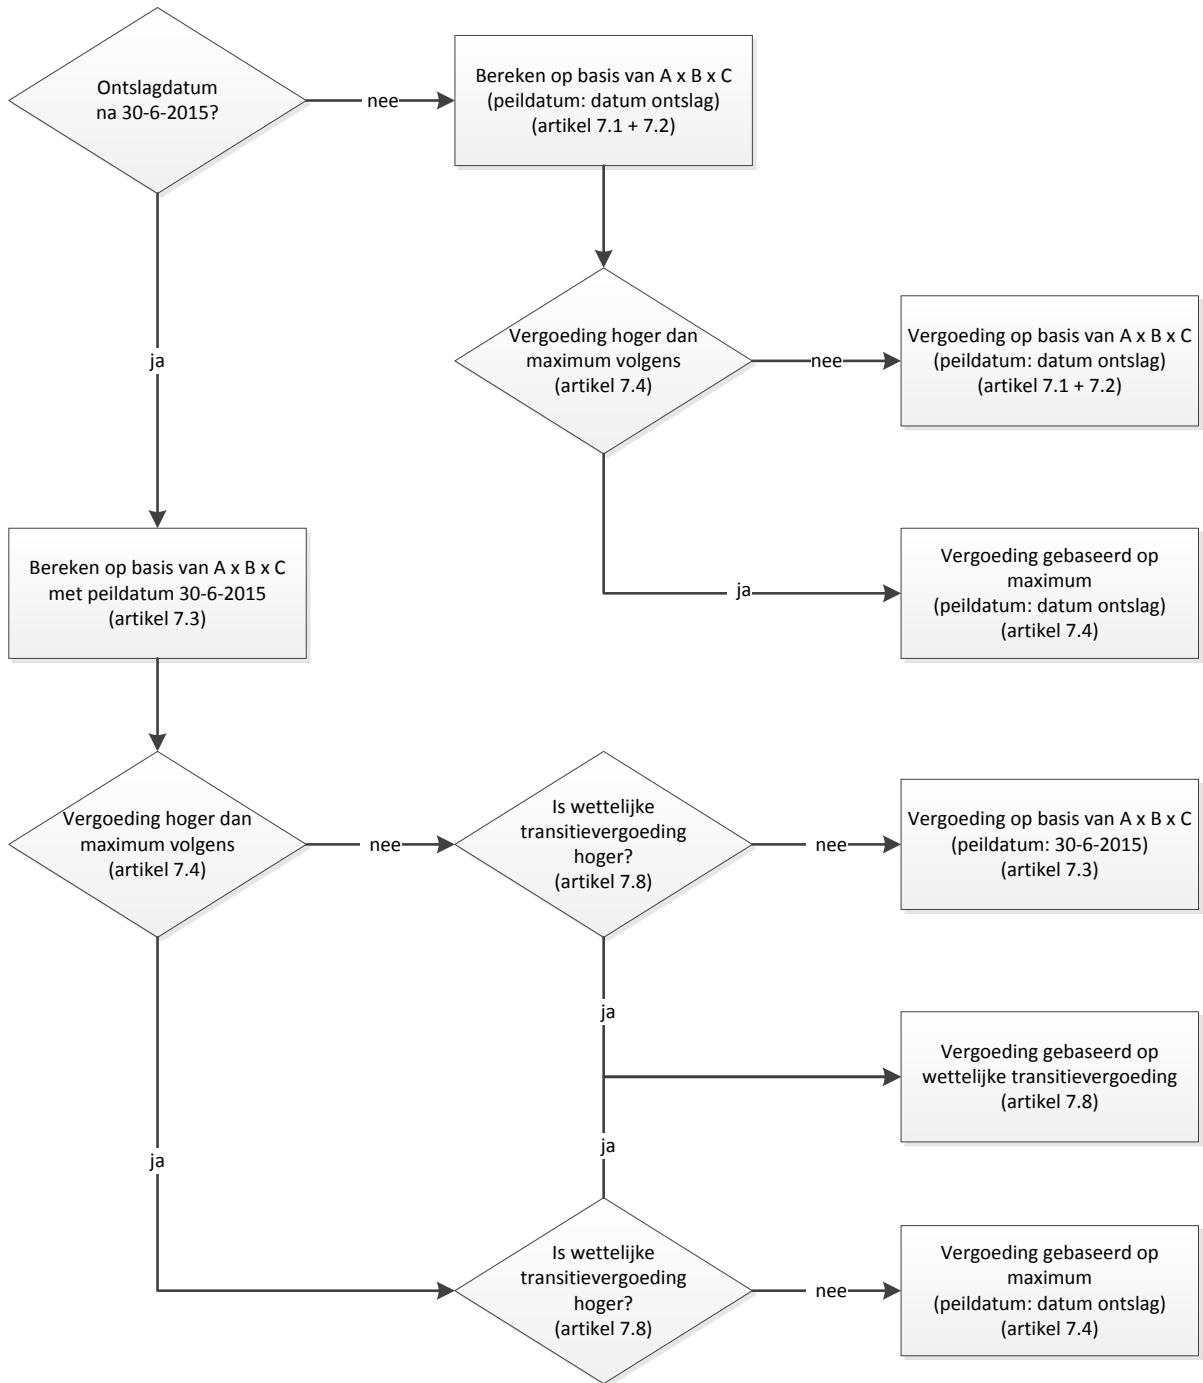 Ontslagdatum
na 30-6-2015?
nee
Bereken op basis van A x B x C
(peildatum: datum ontslag)
(artikel 7.1 + 7.2)
ja
Vergoeding hoger dan
maximum volgens
(artikel 7.4)
nee
Vergoeding op basis van A x B x C
(peildatum: datum ontslag)
(artikel 7.1 + 7.2)
ja
Vergoeding gebaseerd op
maximum
(peildatum: datum ontslag)
(artikel 7.4)
Bereken op basis van A x B x C
met peildatum 30-6-2015
(artikel 7.3)
Vergoeding hoger dan
maximum volgens
(artikel 7.4)
nee
Is wettelijke
transitievergoeding
hoger?
(artikel 7.8)
nee
Vergoeding op basis van A x B x C
(peildatum: 30-6-2015)
(artikel 7.3)
ja
Vergoeding gebaseerd op
wettelijke transitievergoeding
(artikel 7.8)
ja
ja
Is wettelijke
transitievergoeding
hoger?
(artikel 7.8)
nee
Vergoeding gebaseerd op
maximum
(peildatum: datum ontslag)
(artikel 7.4)